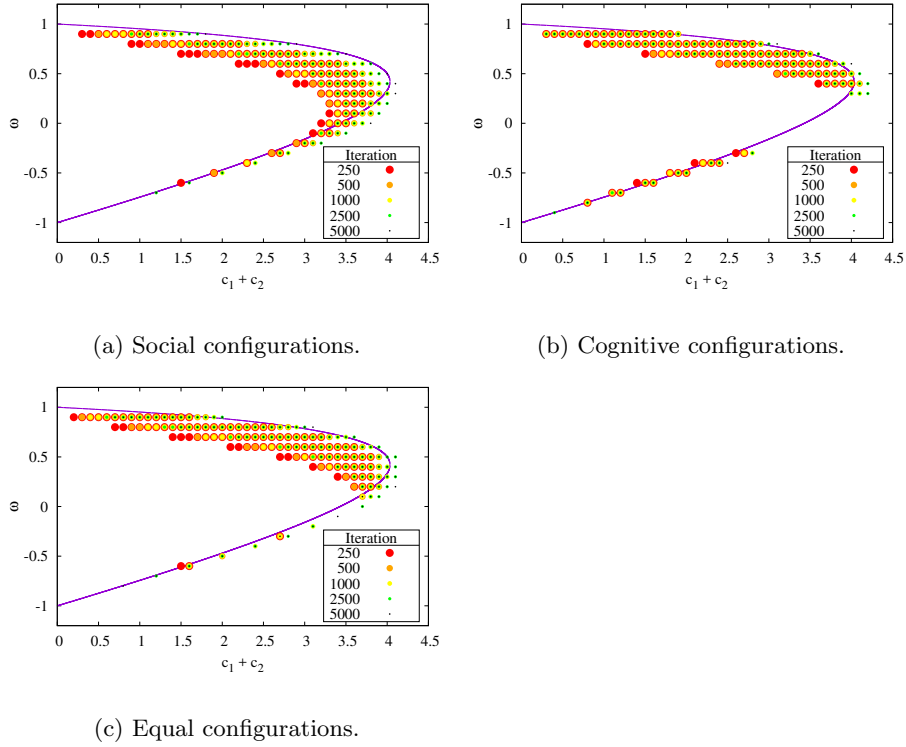 1
0.5
0
-0.5
-1
ω
0 0.5 1 1.5 2 2.5 3 3.5 4 4.5
c1 + c2
Iteration
250
500
1000
2500
5000
(a) Social configurations.
1
0.5
0
-0.5
-1
ω
0 0.5 1 1.5 2 2.5 3 3.5 4 4.5
c1 + c2
Iteration
250
500
1000
2500
5000
(b) Cognitive configurations.
1
0.5
0
-0.5
-1
ω
0 0.5 1 1.5 2 2.5 3 3.5 4 4.5
c1 + c2
Iteration
250
500
1000
2500
5000
(c) Equal configurations.